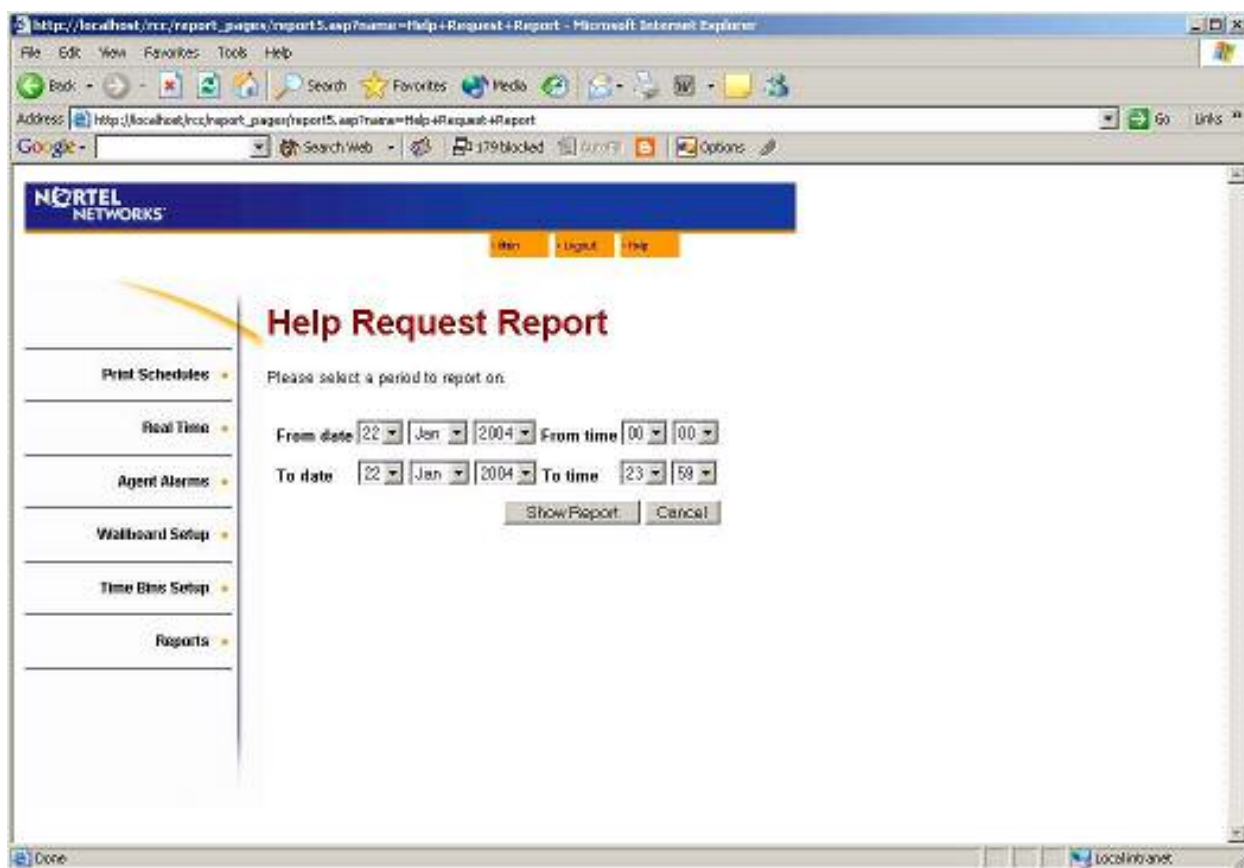 http://localhost/rcc/report_pages/report5.asp?name=Help+Request+Report - Microsoft Internet Explorer
File Edit View Favorites Tools Help
Back Search Favorites Media
Address http://localhost/rcc/report_pages/report5.asp?name=Help+Request+Report Go Links »
Google Search Web 179 blocked AutoFill Options
NORTEL
NETWORKS
Main Logout Help
Help Request Report
Print Schedules
Please select a period to report on.
Real Time
From date 22 Jan 2004 From time 00 00
Agent Alarms
To date 22 Jan 2004 To time 23 59
Show Report Cancel
Wallboard Setup
Time Bins Setup
Reports
Done Local intranet